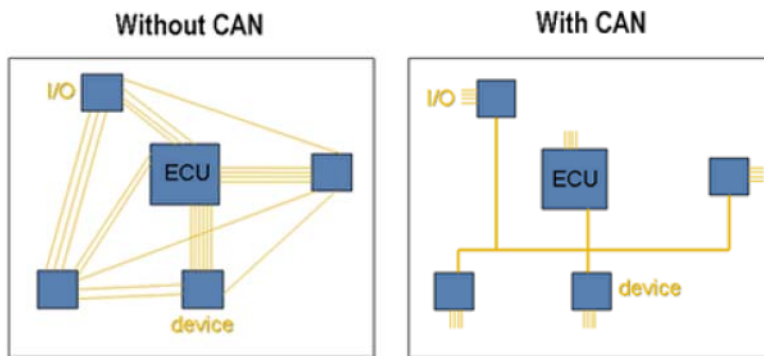 Without CAN
I/O
ECU
device
With CAN
I/O
ECU
device